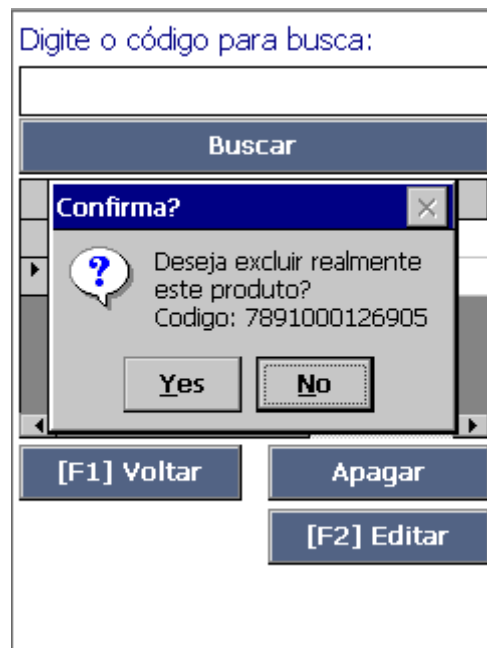 Digite o código para busca:
Buscar
Confirma?
?
Deseja excluir realmente
este produto?
Codigo: 7891000126905
Yes
No
[F1] Voltar
Apagar
[F2] Editar